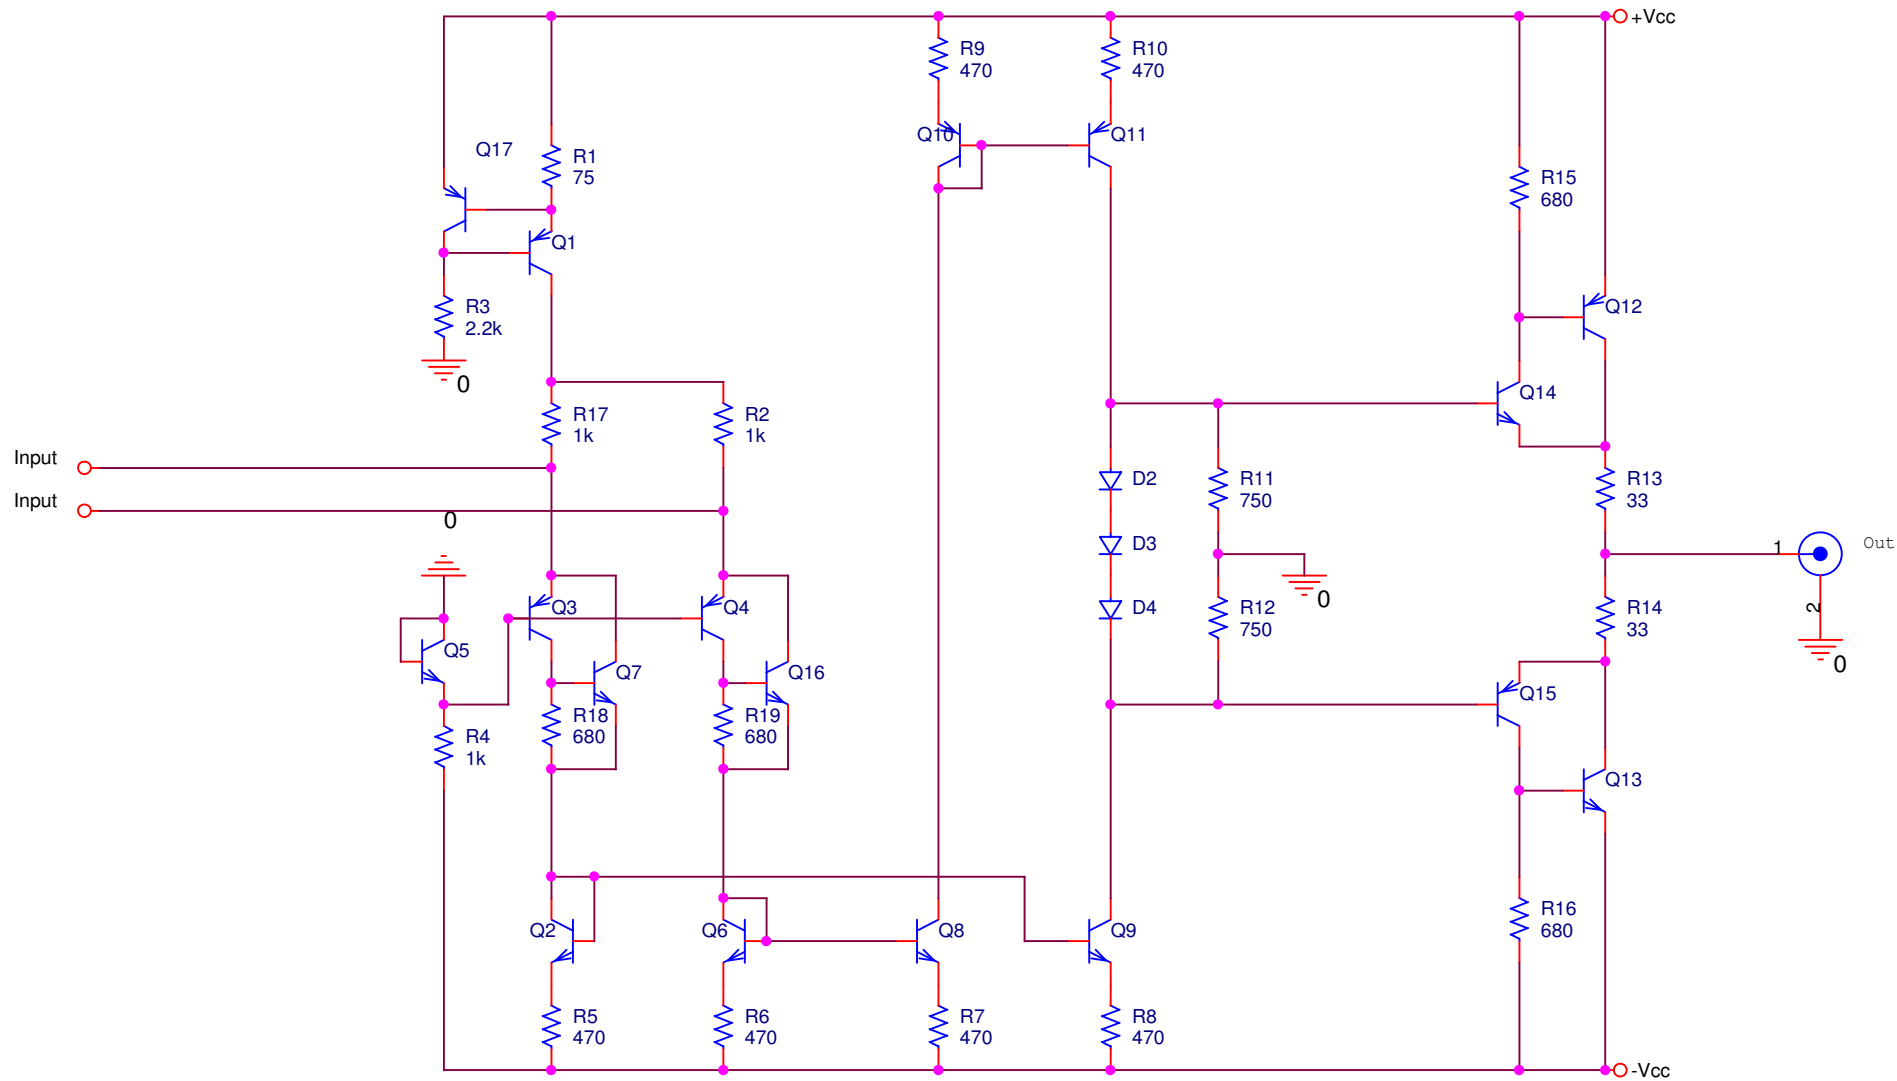 +Vcc
R9
470
R10
470
Q10
Q11
Q17
R1
75
R15
680
Q1
R3
2.2k
0
Q12
Q14
R17
1k
R2
1k
Input
Input
0
D2
R11
750
R13
33
D3
1
Out
D4
R12
750
0
R14
33
2
0
Q3
Q4
Q5
Q7
Q16
Q15
R18
680
R19
680
R4
1k
Q13
Q2
Q6
Q8
Q9
R16
680
R5
470
R6
470
R7
470
R8
470
-Vcc